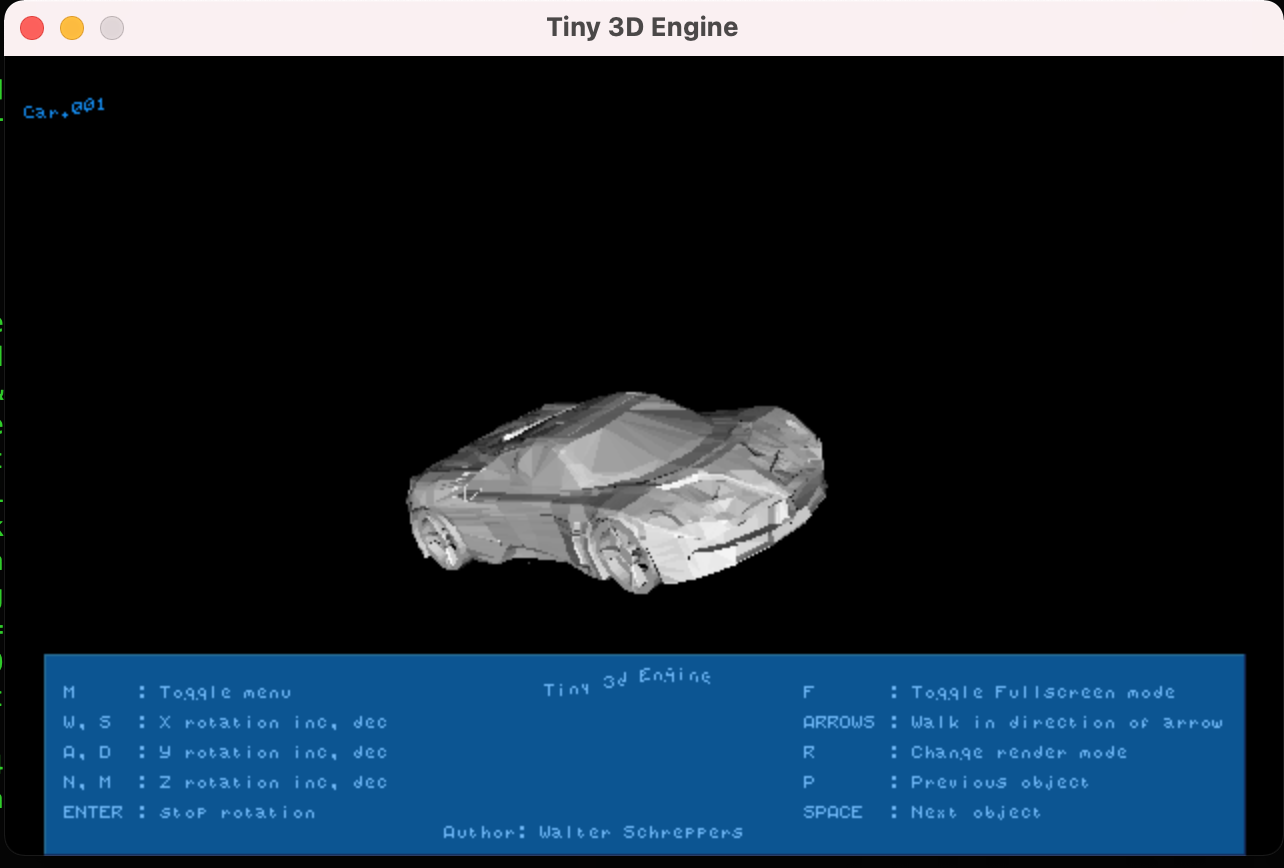 Tiny 3D Engine
Car.001
Tiny 3d Engine
M : Toggle menu
W, S : X rotation inc, dec
A, D : Y rotation inc, dec
N, M : Z rotation inc, dec
ENTER : stop rotation
F : Toggle Fullscreen mode
ARROWS : Walk in direction of arrow
R : Change render mode
P : Previous object
SPACE : Next object
Author: Walter Schreppers